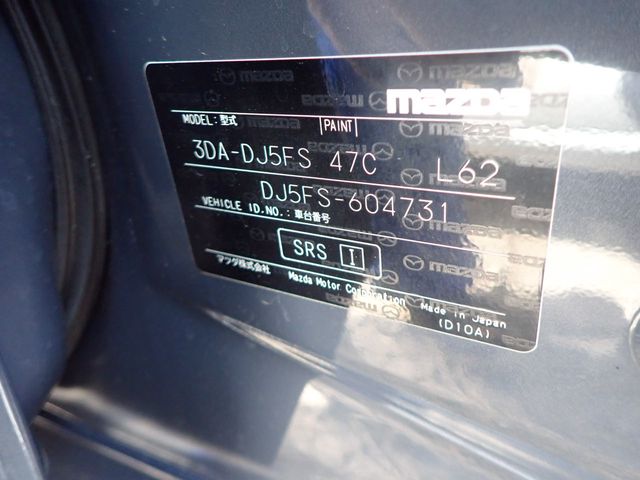 mazda
MODEL:型式 PAINT
3DA-DJ5FS 47C L62
DJ5FS-604731
VEHICLE ID.NO.:車台番号
SRS I
マツダ株式会社 Mazda Motor Corporation Made in Japan
(D10A)